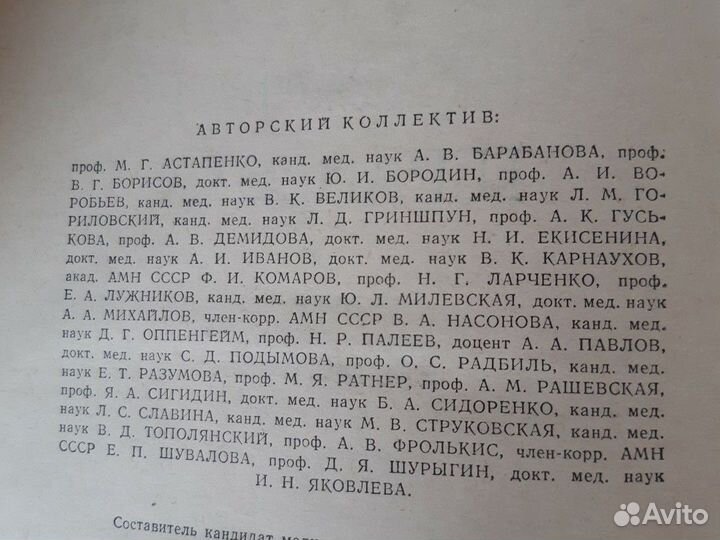 АВТОРСКИЙ КОЛЛЕКТИВ:
проф. М. Г. АСТАПЕНКО, канд. мед. наук А. В. БАРАБАНОВА, проф.
В. Г. БОРИСОВ, докт. мед. наук Ю. И. БОРОДИН, проф. А. И. ВО-
РОБЬЕВ, канд. мед. наук В. К. ВЕЛИКОВ, канд. мед. наук Л. М. ГО-
РИЛОВСКИЙ, канд. мед. наук Л. Д. ГРИНШПУН, проф. А. К. ГУСЬ-
КОВА, проф. А. В. ДЕМИДОВА, докт. мед. наук Н. И. ЕКИСЕНИНА,
докт. мед. наук А. И. ИВАНОВ, докт. мед. наук В. К. КАРНАУХОВ,
акад. АМН СССР Ф. И. КОМАРОВ, проф. Н. Г. ЛАРЧЕНКО, проф.
Е. А. ЛУЖНИКОВ, канд. мед. наук Ю. Л. МИЛЕВСКАЯ, докт. мед. наук
А. А. МИХАЙЛОВ, член-корр. АМН СССР В. А. НАСОНОВА, канд. мед.
наук Д. Г. ОППЕНГЕЙМ, проф. Н. Р. ПАЛЕЕВ, доцент А. А. ПАВЛОВ,
докт. мед. наук С. Д. ПОДЫМОВА, проф. О. С. РАДБИЛЬ, канд. мед.
наук Е. Т. РАЗУМОВА, проф. М. Я. РАТНЕР, проф. А. М. РАШЕВСКАЯ,
проф. Я. А. СИГИДИН, докт. мед. наук Б. А. СИДОРЕНКО, канд. мед.
наук Л. С. СЛАВИНА, канд. мед. наук М. В. СТРУКОВСКАЯ, канд. мед.
наук В. Д. ТОПОЛЯНСКИЙ, проф. А. В. ФРОЛЬКИС, член-корр. АМН
СССР Е. П. ШУВАЛОВА, проф. Д. Я. ШУРЫГИН, докт. мед. наук
И. Н. ЯКОВЛЕВА.
Составитель кандидат
Avito